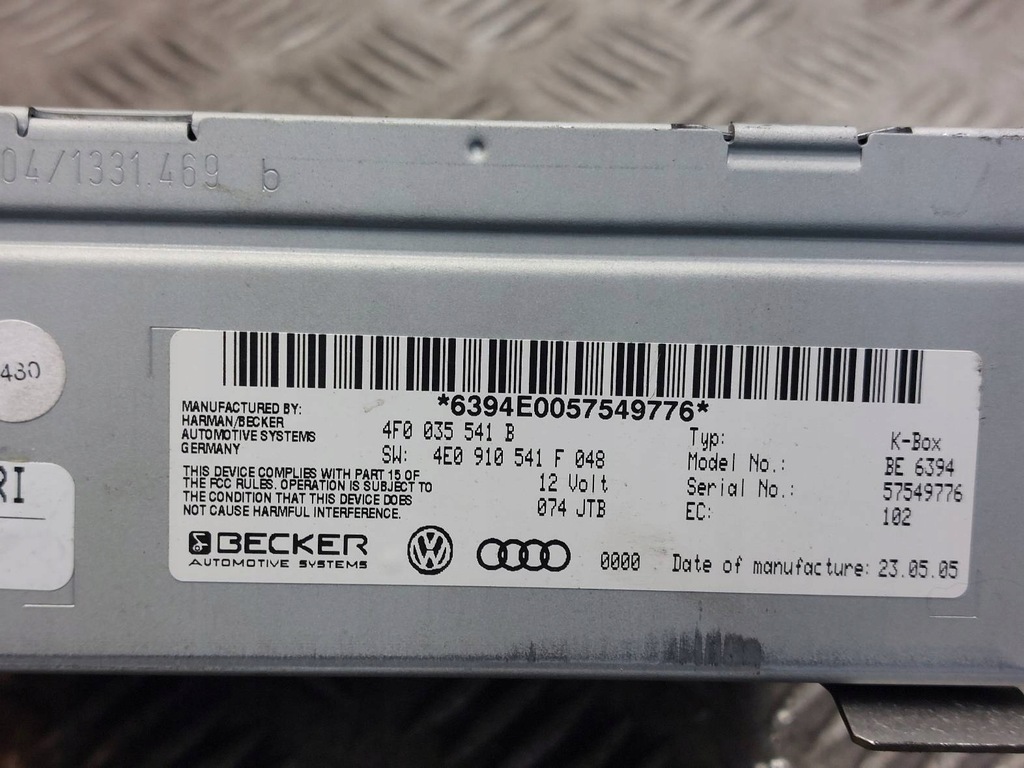 04/1331.469 b
430
RI
*6394E0057549776*
MANUFACTURED BY:
HARMAN/BECKER
AUTOMOTIVE SYSTEMS
GERMANY
4F0 035 541 B
SW: 4E0 910 541 F 048
12 Volt
074 JTB
THIS DEVICE COMPLIES WITH PART 15 OF
THE FCC RULES. OPERATION IS SUBJECT TO
THE CONDITION THAT THIS DEVICE DOES
NOT CAUSE HARMFUL INTERFERENCE.
Typ: K-Box
Model No.: BE 6394
Serial No.: 57549776
EC: 102
BECKER
AUTOMOTIVE SYSTEMS
0000
Date of manufacture: 23.05.05